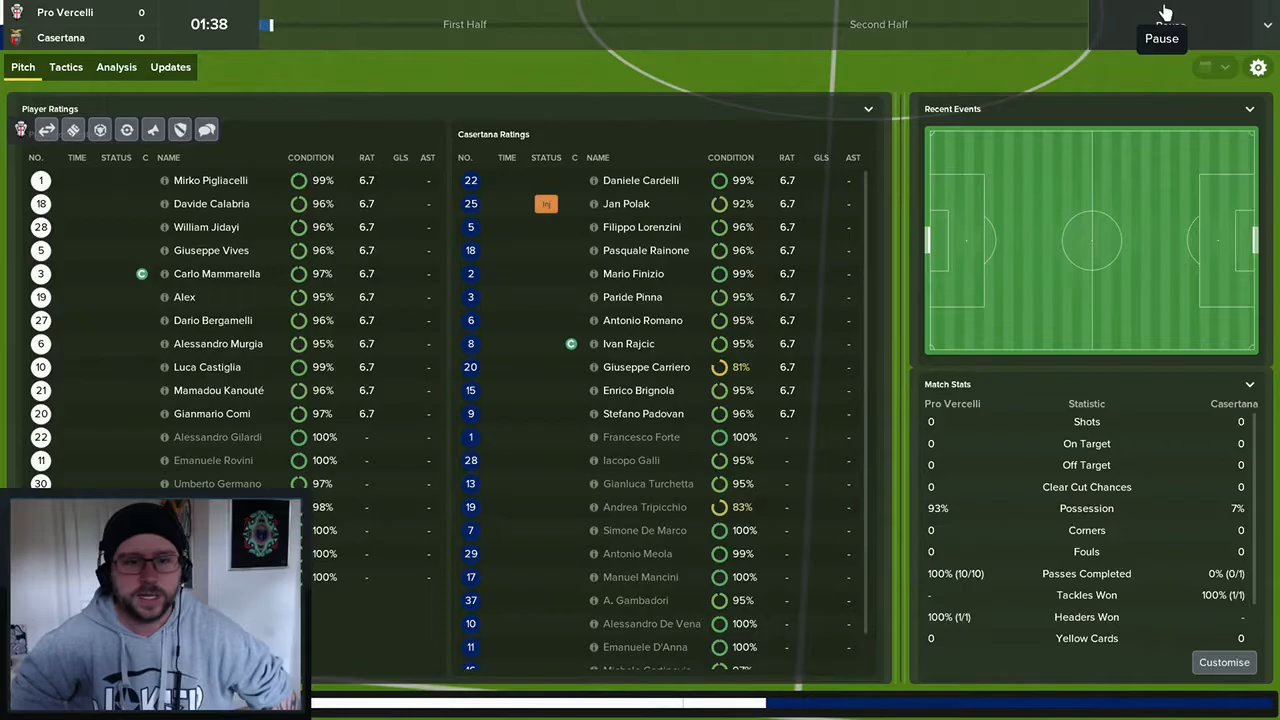 Pro Vercelli 0
Casertana 0
01:38
First Half
Second Half
Pause
Pitch Tactics Analysis Updates
Player Ratings
NO. TIME STATUS C NAME CONDITION RAT GLS AST
1 Mirko Pigliacelli 99% 6.7 -
18 Davide Calabria 96% 6.7 -
28 William Jidayi 96% 6.7 -
5 Giuseppe Vives 96% 6.7 -
3 C Carlo Mammarella 97% 6.7 -
19 Alex 95% 6.7 -
27 Dario Bergamelli 96% 6.7 -
6 Alessandro Murgia 95% 6.7 -
10 Luca Castiglia 99% 6.7 -
21 Mamadou Kanouté 96% 6.7 -
20 Gianmario Comi 97% 6.7 -
22 Alessandro Gilardi 100% - -
11 Emanuele Rovini 100% - -
30 Umberto Germano 97% - -
98% - -
100% - -
100% - -
100% - -
Casertana Ratings
NO. TIME STATUS C NAME CONDITION RAT GLS AST
22 Daniele Cardelli 99% 6.7 -
25 Inj Jan Polak 92% 6.7 -
5 Filippo Lorenzini 96% 6.7 -
18 Pasquale Rainone 96% 6.7 -
2 Mario Finizio 99% 6.7 -
3 Paride Pinna 95% 6.7 -
6 Antonio Romano 95% 6.7 -
8 C Ivan Rajcic 95% 6.7 -
20 Giuseppe Carriero 81% 6.7 -
15 Enrico Brignola 95% 6.7 -
9 Stefano Padovan 96% 6.7 -
1 Francesco Forte 100% - -
28 Iacopo Galli 95% - -
13 Gianluca Turchetta 95% - -
19 Andrea Tripicchio 83% - -
7 Simone De Marco 100% - -
29 Antonio Meola 99% - -
17 Manuel Mancini 100% - -
37 A. Gambadori 95% - -
10 Alessandro De Vena 100% - -
11 Emanuele D'Anna 100% - -
Recent Events
Match Stats
Pro Vercelli Statistic Casertana
0 Shots 0
0 On Target 0
0 Off Target 0
0 Clear Cut Chances 0
93% Possession 7%
0 Corners 0
0 Fouls 0
100% (10/10) Passes Completed 0% (0/1)
- Tackles Won 100% (1/1)
100% (1/1) Headers Won -
0 Yellow Cards 0
Customise